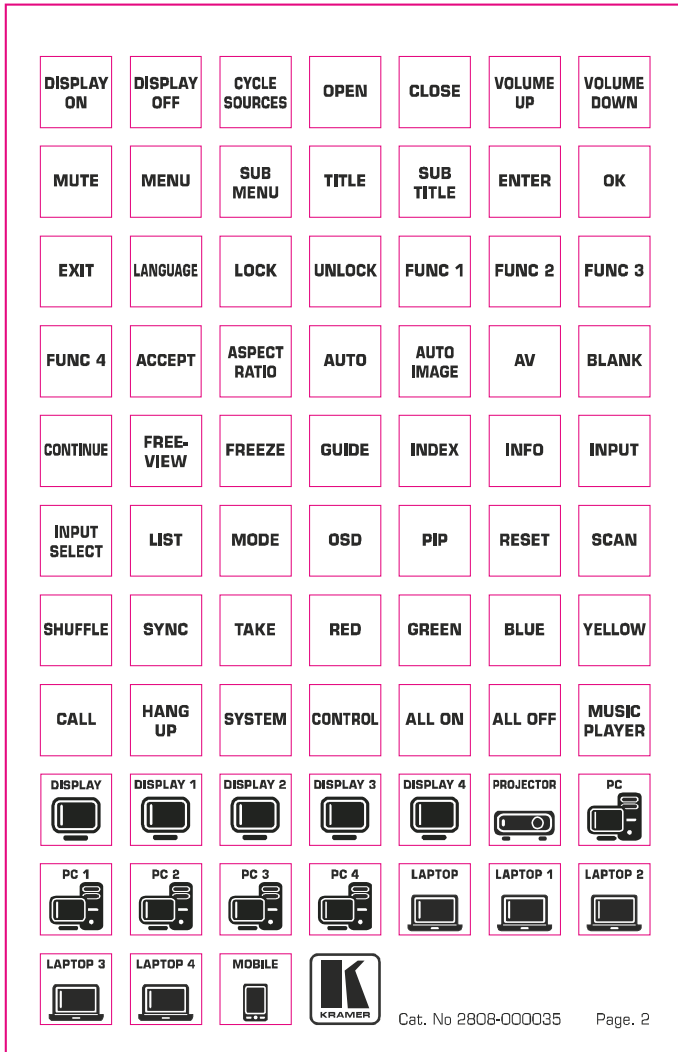 DISPLAY ON
DISPLAY OFF
CYCLE SOURCES
OPEN
CLOSE
VOLUME UP
VOLUME DOWN
MUTE
MENU
SUB MENU
TITLE
SUB TITLE
ENTER
OK
EXIT
LANGUAGE
LOCK
UNLOCK
FUNC 1
FUNC 2
FUNC 3
FUNC 4
ACCEPT
ASPECT RATIO
AUTO
AUTO IMAGE
AV
BLANK
CONTINUE
FREE-
VIEW
FREEZE
GUIDE
INDEX
INFO
INPUT
INPUT SELECT
LIST
MODE
OSD
PIP
RESET
SCAN
SHUFFLE
SYNC
TAKE
RED
GREEN
BLUE
YELLOW
CALL
HANG UP
SYSTEM
CONTROL
ALL ON
ALL OFF
MUSIC PLAYER
DISPLAY
DISPLAY 1
DISPLAY 2
DISPLAY 3
DISPLAY 4
PROJECTOR
PC
PC 1
PC 2
PC 3
PC 4
LAPTOP
LAPTOP 1
LAPTOP 2
LAPTOP 3
LAPTOP 4
MOBILE
K
KRAMER
Cat. No 2808-000035 Page. 2